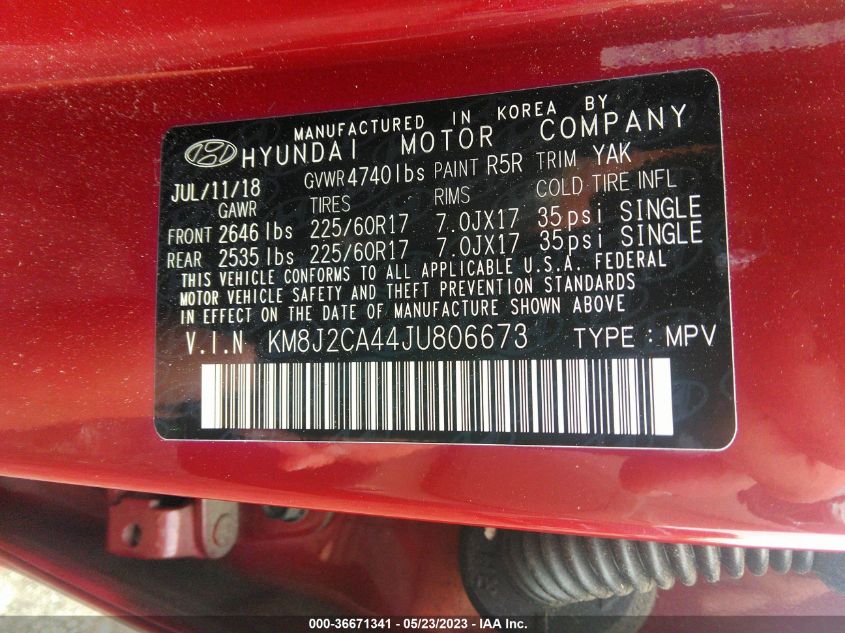 MANUFACTURED IN KOREA BY
HYUNDAI MOTOR COMPANY
JUL/11/18 GVWR 4740lbs PAINT R5R TRIM YAK
GAWR TIRES RIMS COLD TIRE INFL
FRONT 2646 lbs 225/60R17 7.0JX17 35psi SINGLE
REAR 2535 lbs 225/60R17 7.0JX17 35psi SINGLE
THIS VEHICLE CONFORMS TO ALL APPLICABLE U.S.A. FEDERAL
MOTOR VEHICLE SAFETY AND THEFT PREVENTION STANDARDS
IN EFFECT ON THE DATE OF MANUFACTURE SHOWN ABOVE
V.I.N KM8J2CA44JU806673 TYPE : MPV
000-36671341 / 05/23/2023 - IAA Inc.